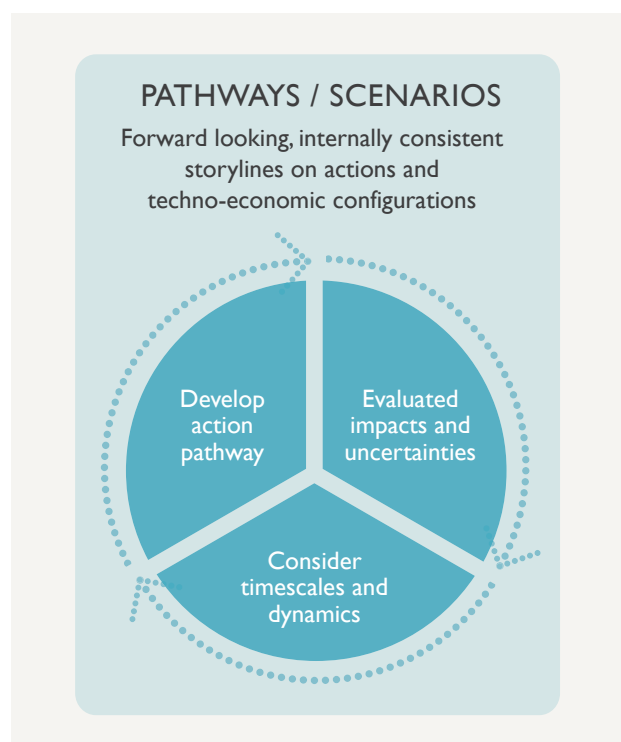 PATHWAYS / SCENARIOS
Forward looking, internally consistent
storylines on actions and
techno-economic configurations
Develop
action
pathway
Evaluated
impacts and
uncertainties
Consider
timescales and
dynamics